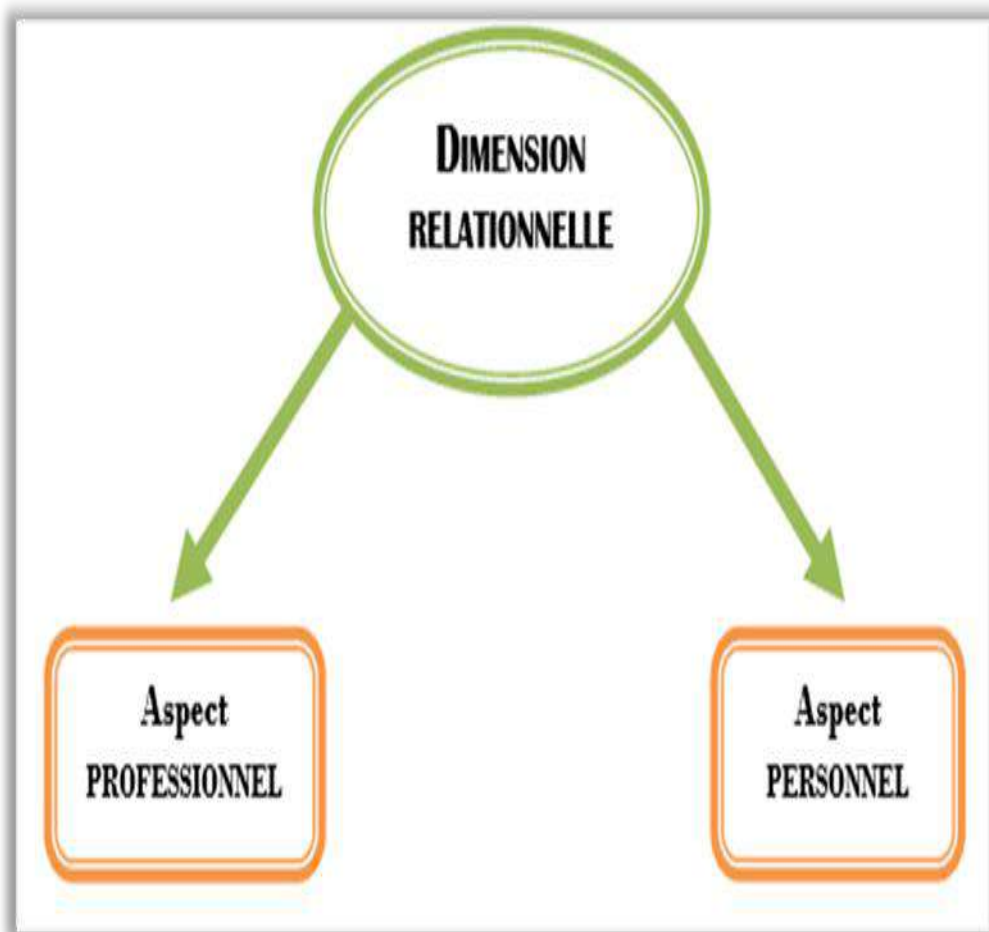 DIMENSION
RELATIONNELLE
Aspect
PROFESSIONNEL
Aspect
PERSONNEL